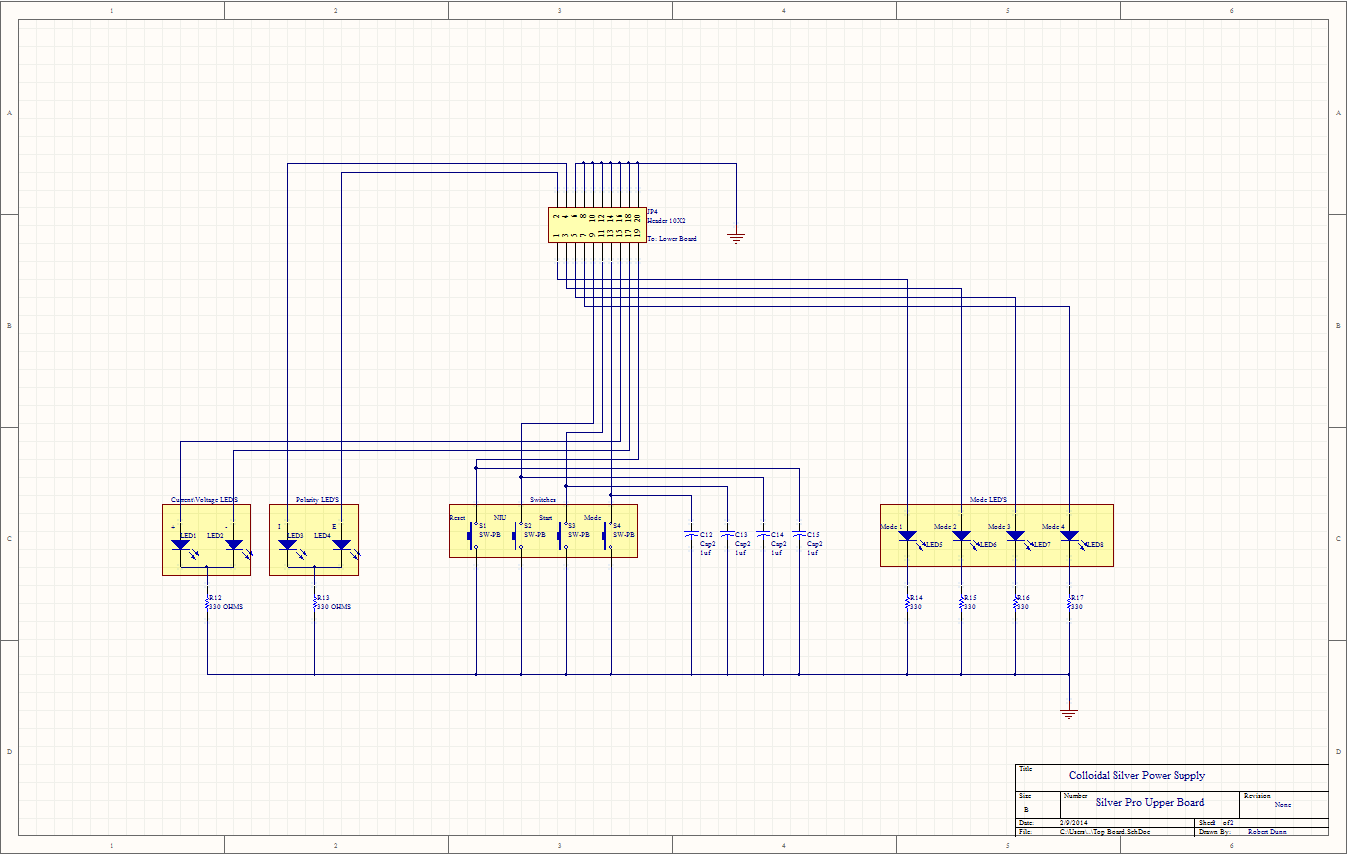 1 2 3 4 5 6
A A
2 4 6 8 10 12 14 16 18 20
JP4
Header 10X2
1 3 5 7 9 11 13 15 17 19
To: Lower Board
B B
Current\Voltage LED'S Polarity LED'S Switches Mode LED'S
+ - I E Reset NIU Start Mode Mode 1 Mode 2 Mode 3 Mode 4
LED1 LED2 LED3 LED4 S1 S2 S3 S4 C12 C13 C14 C15 LED5 LED6 LED7 LED8
SW-PB SW-PB SW-PB SW-PB Cap2 Cap2 Cap2 Cap2
1uf 1uf 1uf 1uf
C C
R12 R13 R14 R15 R16 R17
330 OHMS 330 OHMS 330 330 330 330
D D
Title
Colloidal Silver Power Supply
Size Number Revision
B Silver Pro Upper Board None
Date: 2/9/2014 Sheet of2
File: C:\Users\...\Top Board.SchDoc Drawn By: Robert Dunn
1 2 3 4 5 6